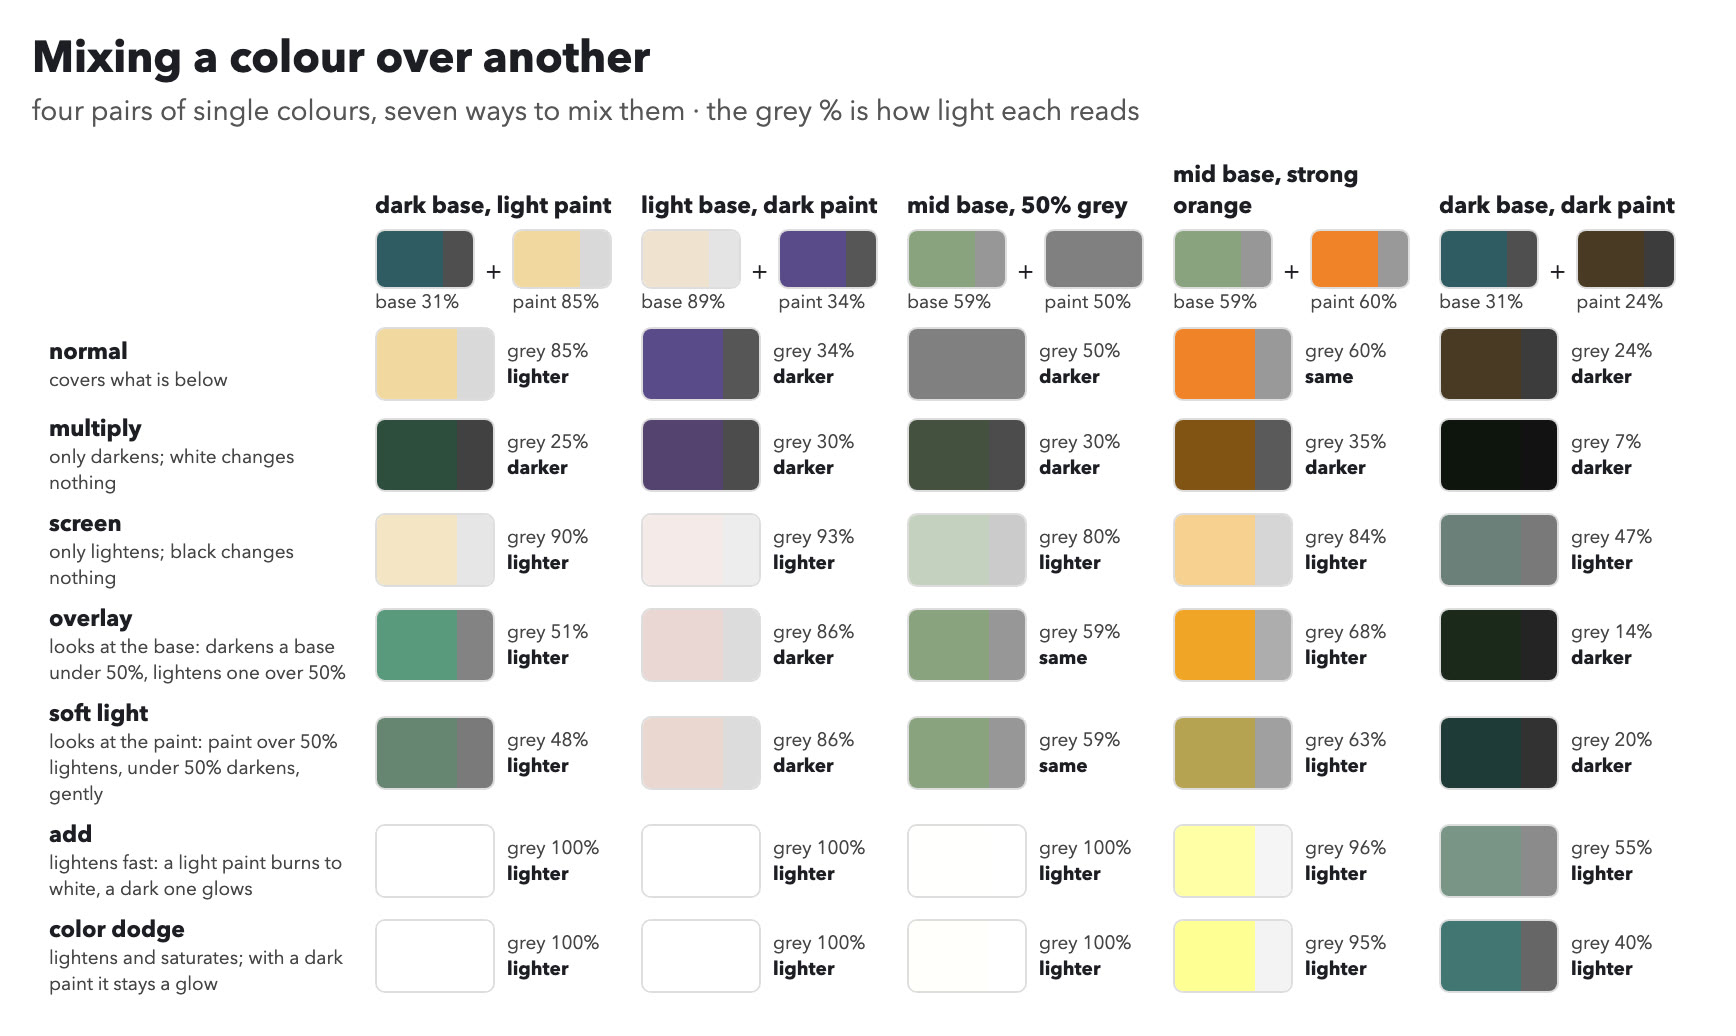 Mixing a colour over another
four pairs of single colours, seven ways to mix them · the grey % is how light each reads
dark base, light paint
light base, dark paint
mid base, 50% grey
mid base, strong
orange
dark base, dark paint
+
+
+
+
+
base 31%
paint 85%
base 89%
paint 34%
base 59%
paint 50%
base 59%
paint 60%
base 31%
paint 24%
normal
covers what is below
grey 85%
lighter
grey 34%
darker
grey 50%
darker
grey 60%
same
grey 24%
darker
multiply
only darkens; white changes
nothing
grey 25%
darker
grey 30%
darker
grey 30%
darker
grey 35%
darker
grey 7%
darker
screen
only lightens; black changes
nothing
grey 90%
lighter
grey 93%
lighter
grey 80%
lighter
grey 84%
lighter
grey 47%
lighter
overlay
looks at the base: darkens a base
under 50%, lightens one over 50%
grey 51%
lighter
grey 86%
darker
grey 59%
same
grey 68%
lighter
grey 14%
darker
soft light
looks at the paint: paint over 50%
lightens, under 50% darkens,
gently
grey 48%
lighter
grey 86%
darker
grey 59%
same
grey 63%
lighter
grey 20%
darker
add
lightens fast: a light paint burns to
white, a dark one glows
grey 100%
lighter
grey 100%
lighter
grey 100%
lighter
grey 96%
lighter
grey 55%
lighter
color dodge
lightens and saturates; with a dark
paint it stays a glow
grey 100%
lighter
grey 100%
lighter
grey 100%
lighter
grey 95%
lighter
grey 40%
lighter